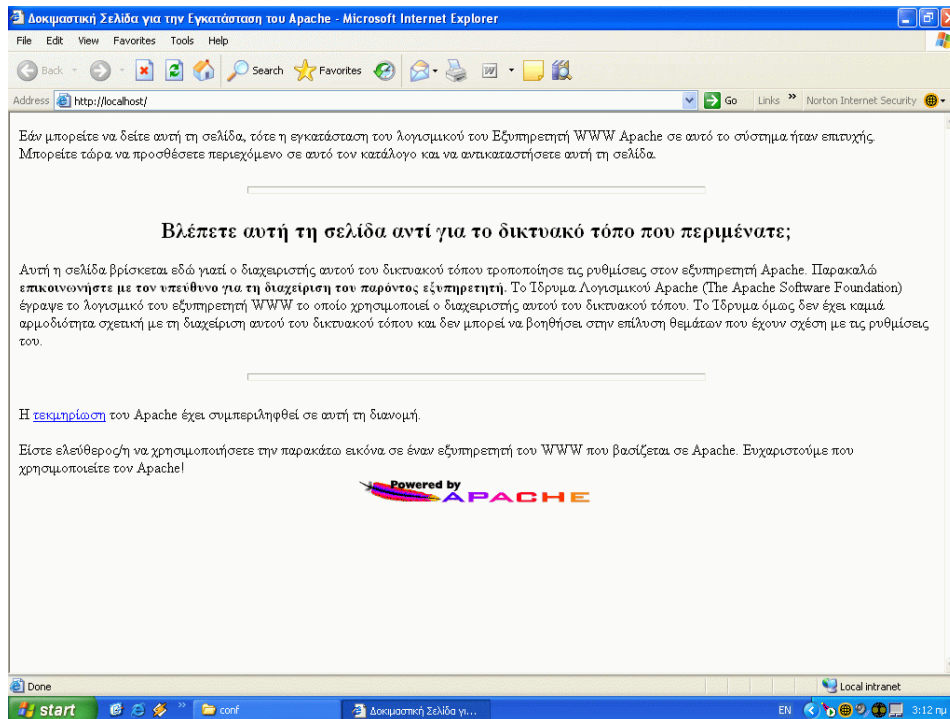 Δοκιμαστική Σελίδα για την Εγκατάσταση του Apache - Microsoft Internet Explorer
File Edit View Favorites Tools Help
Back Search Favorites
Address http://localhost/ Go Links » Norton Internet Security
Εάν μπορείτε να δείτε αυτή τη σελίδα, τότε η εγκατάσταση του λογισμικού του Εξυπηρετητή WWW Apache σε αυτό το σύστημα ήταν επιτυχής.
Μπορείτε τώρα να προσθέσετε περιεχόμενο σε αυτό τον κατάλογο και να αντικαταστήσετε αυτή τη σελίδα.
Βλέπετε αυτή τη σελίδα αντί για το δικτυακό τόπο που περιμένατε;
Αυτή η σελίδα βρίσκεται εδώ γιατί ο διαχειριστής αυτού του δικτυακού τόπου τροποποίησε τις ρυθμίσεις στον εξυπηρετητή Apache. Παρακαλώ
επικοινωνήστε με τον υπεύθυνο για τη διαχείριση του παρόντος εξυπηρετητή. Το Ίδρυμα Λογισμικού Apache (The Apache Software Foundation)
έγραψε το λογισμικό του εξυπηρετητή WWW το οποίο χρησιμοποιεί ο διαχειριστής αυτού του δικτυακού τόπου. Το Ίδρυμα όμως δεν έχει καμιά
αρμοδιότητα σχετική με τη διαχείριση αυτού του δικτυακού τόπου και δεν μπορεί να βοηθήσει στην επίλυση θεμάτων που έχουν σχέση με τις ρυθμίσεις
του.
Η τεκμηρίωση του Apache έχει συμπεριληφθεί σε αυτή τη διανομή.
Είστε ελεύθερος/η να χρησιμοποιήσετε την παρακάτω εικόνα σε έναν εξυπηρετητή του WWW που βασίζεται σε Apache. Ευχαριστούμε που
χρησιμοποιείτε τον Apache!
Powered by
APACHE
Done Local intranet
start » conf Δοκιμαστική Σελίδα γι... EN 3:12 πμ